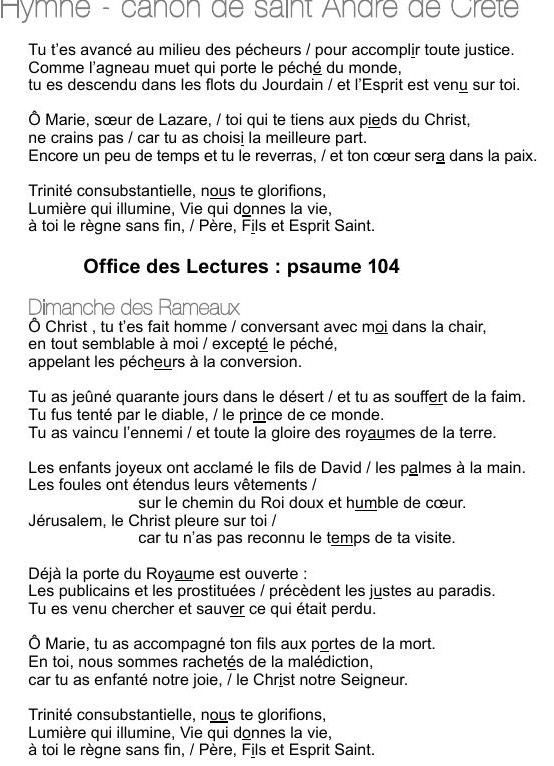 Hymne - canon de saint André de Crète
Tu t'es avancé au milieu des pécheurs / pour accomplir toute justice.
Comme l'agneau muet qui porte le péché du monde,
tu es descendu dans les flots du Jourdain / et l'Esprit est venu sur toi.
Ô Marie, sœur de Lazare, / toi qui te tiens aux pieds du Christ,
ne crains pas / car tu as choisi la meilleure part.
Encore un peu de temps et tu le reverras, / et ton cœur sera dans la paix.
Trinité consubstantielle, nous te glorifions,
Lumière qui illumine, Vie qui donnes la vie,
à toi le règne sans fin, / Père, Fils et Esprit Saint.
Office des Lectures : psaume 104
Dimanche des Rameaux
Ô Christ , tu t'es fait homme / conversant avec moi dans la chair,
en tout semblable à moi / excepté le péché,
appelant les pécheurs à la conversion.
Tu as jeûné quarante jours dans le désert / et tu as souffert de la faim.
Tu fus tenté par le diable, / le prince de ce monde.
Tu as vaincu l'ennemi / et toute la gloire des royaumes de la terre.
Les enfants joyeux ont acclamé le fils de David / les palmes à la main.
Les foules ont étendus leurs vêtements /
sur le chemin du Roi doux et humble de cœur.
Jérusalem, le Christ pleure sur toi /
car tu n'as pas reconnu le temps de ta visite.
Déjà la porte du Royaume est ouverte :
Les publicains et les prostituées / précèdent les justes au paradis.
Tu es venu chercher et sauver ce qui était perdu.
Ô Marie, tu as accompagné ton fils aux portes de la mort.
En toi, nous sommes rachetés de la malédiction,
car tu as enfanté notre joie, / le Christ notre Seigneur.
Trinité consubstantielle, nous te glorifions,
Lumière qui illumine, Vie qui donnes la vie,
à toi le règne sans fin, / Père, Fils et Esprit Saint.